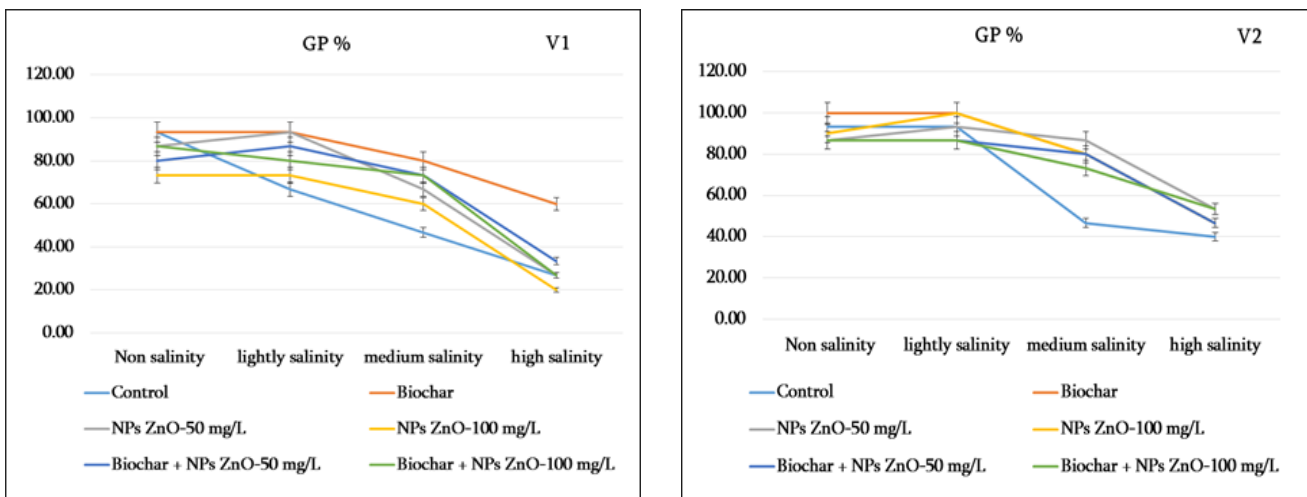 GP % V1
120.00
100.00
80.00
60.00
40.00
20.00
0.00
Non salinity lightly salinity medium salinity high salinity
Control Biochar
NPs ZnO-50 mg/L NPs ZnO-100 mg/L
Biochar + NPs ZnO-50 mg/L Biochar + NPs ZnO-100 mg/L
GP % V2
120.00
100.00
80.00
60.00
40.00
20.00
0.00
Non salinity lightly salinity medium salinity high salinity
Control Biochar
NPs ZnO-50 mg/L NPs ZnO-100 mg/L
Biochar + NPs ZnO-50 mg/L Biochar + NPs ZnO-100 mg/L